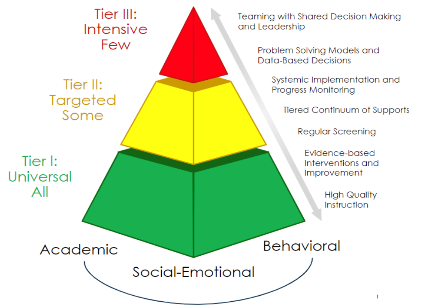 Tier III:
Intensive
Few
Tier II:
Targeted
Some
Tier I:
Universal
All
Teaming with Shared Decision Making
and Leadership
Problem Solving Models and
Data-Based Decisions
Systemic Implementation and
Progress Monitoring
Tiered Continuum of Supports
Regular Screening
Evidence-based
Interventions and
Improvement
High Quality
Instruction
Academic
Social-Emotional
Behavioral